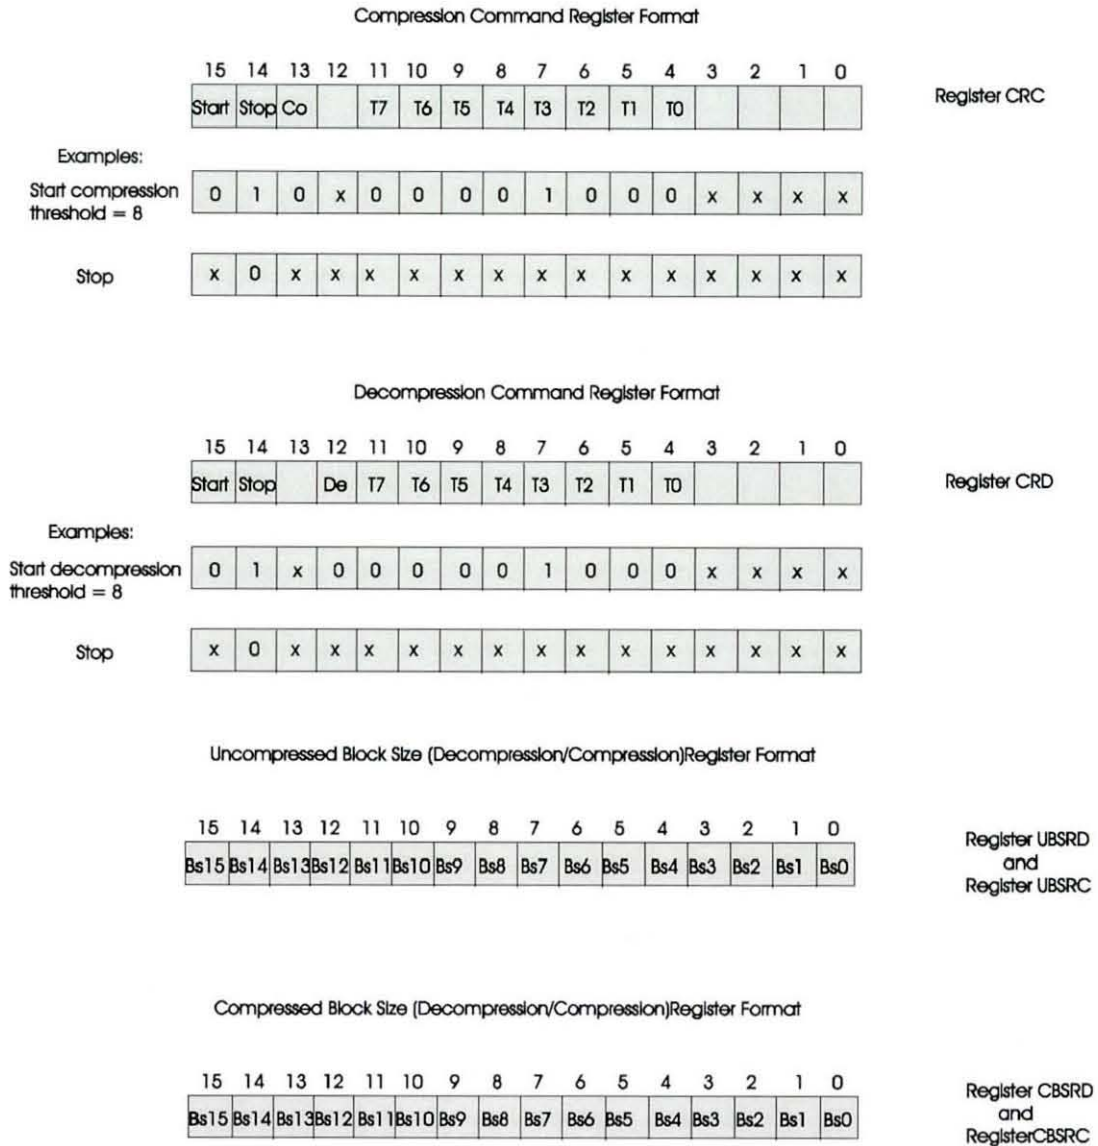 Compression Command Register Format
15 14 13 12 11 10 9 8 7 6 5 4 3 2 1 0
Start Stop Co T7 T6 T5 T4 T3 T2 T1 T0
Register CRC
Examples:
Start compression
threshold = 8
0 1 0 x 0 0 0 0 1 0 0 0 x x x x
Stop
x 0 x x x x x x x x x x x x x x
Decompression Command Register Format
15 14 13 12 11 10 9 8 7 6 5 4 3 2 1 0
Start Stop De T7 T6 T5 T4 T3 T2 T1 T0
Register CRD
Examples:
Start decompression
threshold = 8
0 1 x 0 0 0 0 0 1 0 0 0 x x x x
Stop
x 0 x x x x x x x x x x x x x x
Uncompressed Block Size (Decompression/Compression)Register Format
15 14 13 12 11 10 9 8 7 6 5 4 3 2 1 0
Bs15 Bs14 Bs13 Bs12 Bs11 Bs10 Bs9 Bs8 Bs7 Bs6 Bs5 Bs4 Bs3 Bs2 Bs1 Bs0
Register UBSRD
and
Register UBSRC
Compressed Block Size (Decompression/Compression)Register Format
15 14 13 12 11 10 9 8 7 6 5 4 3 2 1 0
Bs15 Bs14 Bs13 Bs12 Bs11 Bs10 Bs9 Bs8 Bs7 Bs6 Bs5 Bs4 Bs3 Bs2 Bs1 Bs0
Register CBSRD
and
RegisterCBSRC